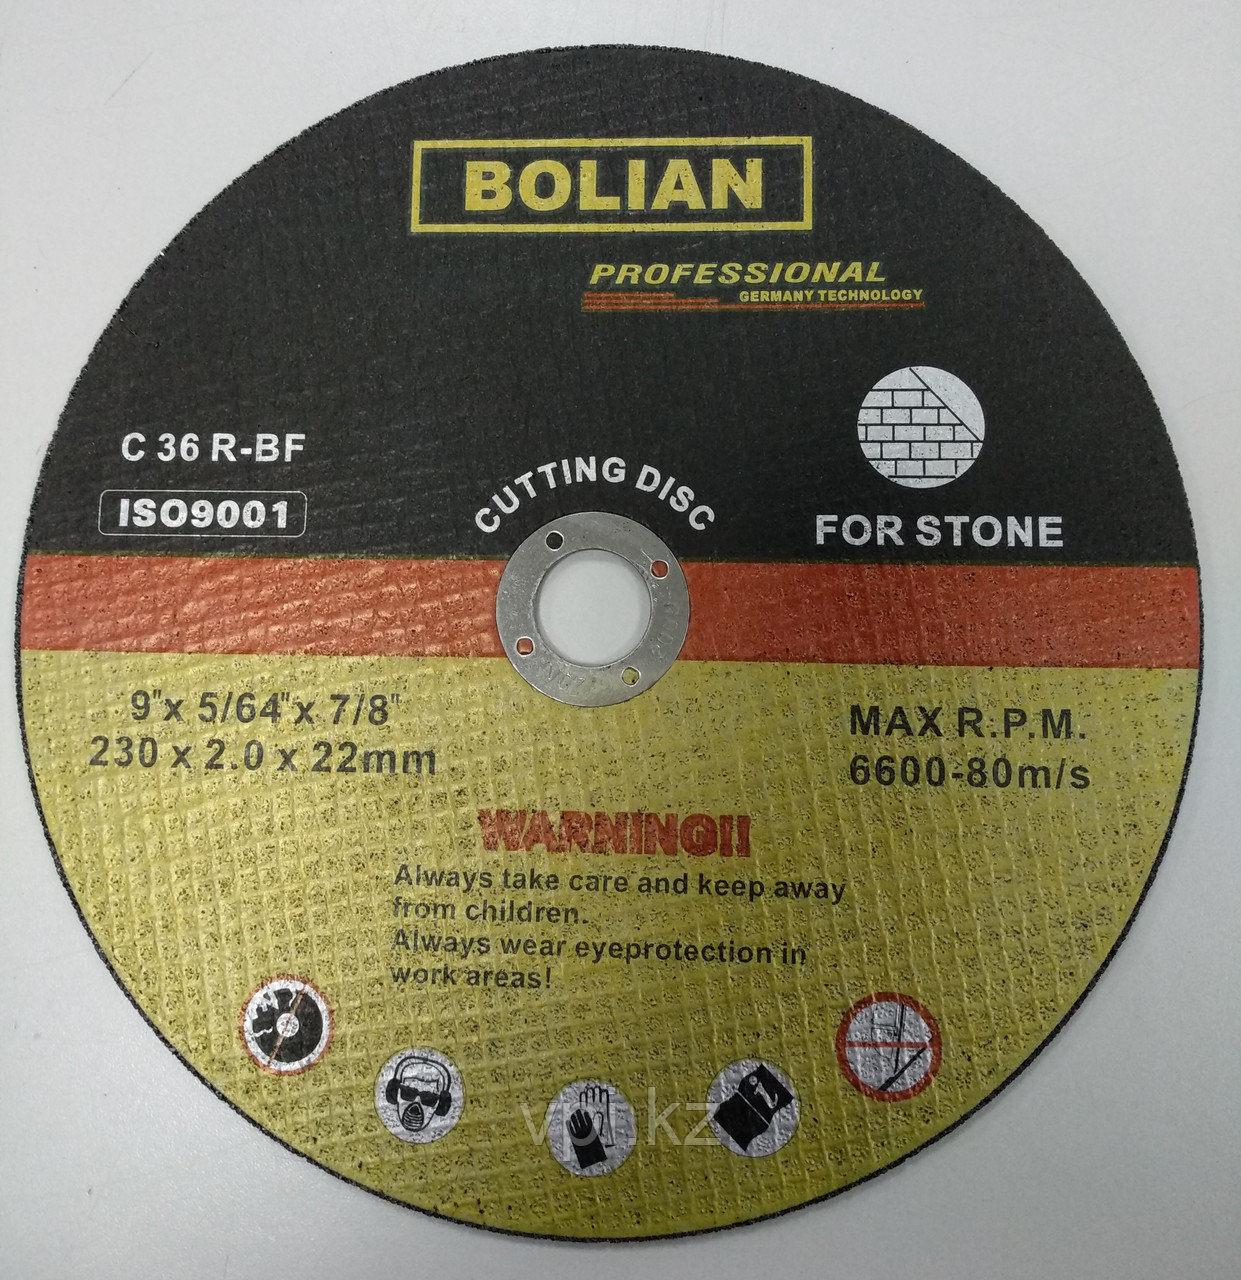 BOLIAN
PROFESSIONAL
GERMANY TECHNOLOGY
C 36 R-BF
ISO9001
CUTTING DISC
FOR STONE
9"x 5/64"x 7/8"
230 x 2.0 x 22mm
MAX R.P.M.
6600-80m/s
WARNING!!
Always take care and keep away
from children.
Always wear eyeprotection in
work areas!
i